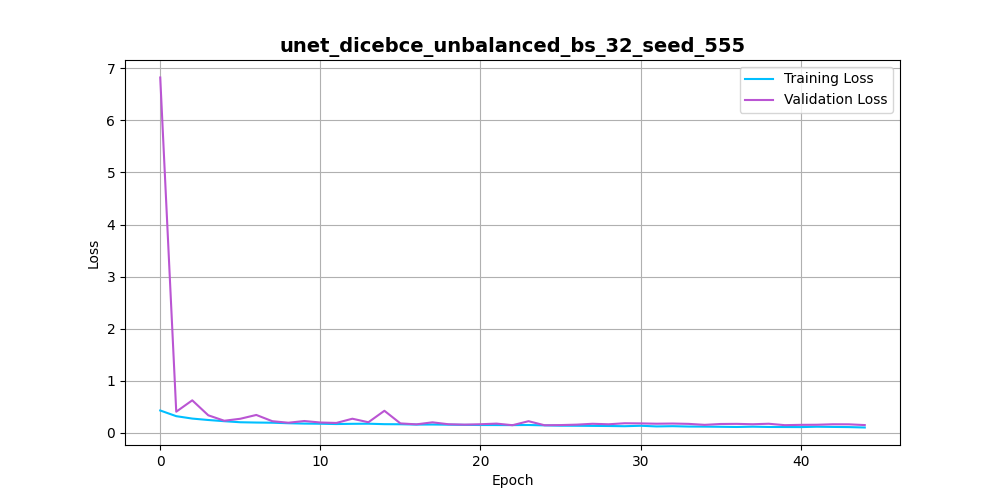 unet_dicebce_unbalanced_bs_32_seed_555
Training Loss
Validation Loss
7
6
5
4
3
2
1
0
Loss
0 10 20 30 40
Epoch